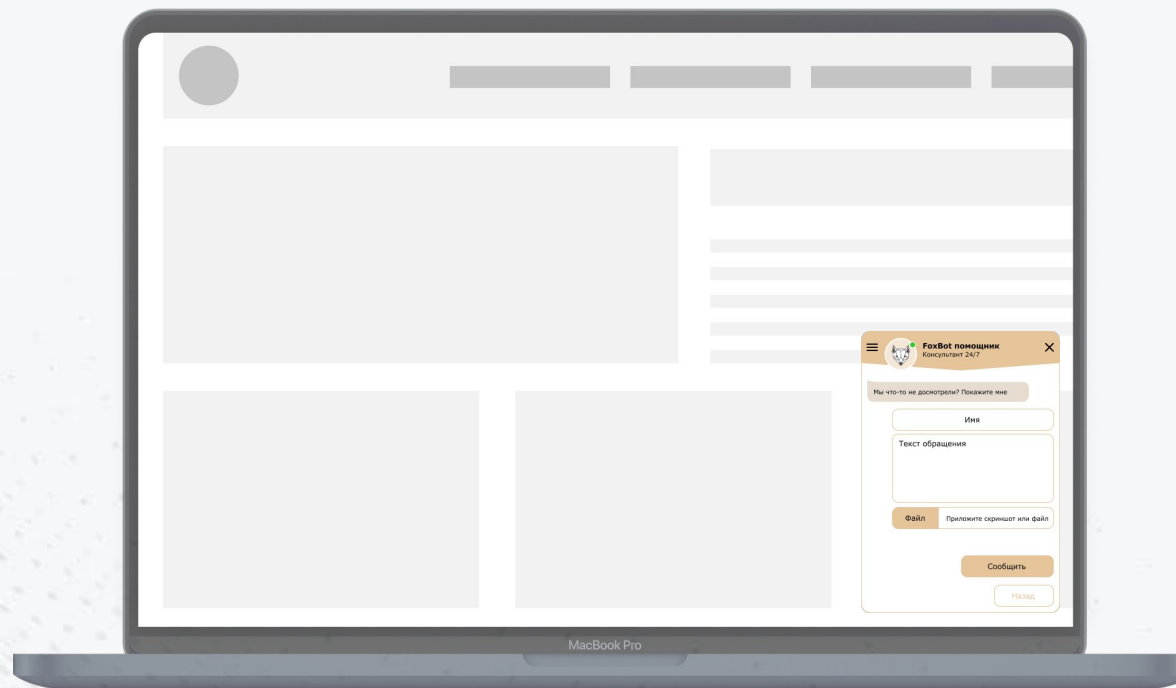 FoxBot помощник
Консультант 24/7
Мы что-то не досмотрели? Покажите мне
Имя
Текст обращения
Файл
Приложите скриншот или файл
Сообщить
Назад
MacBook Pro